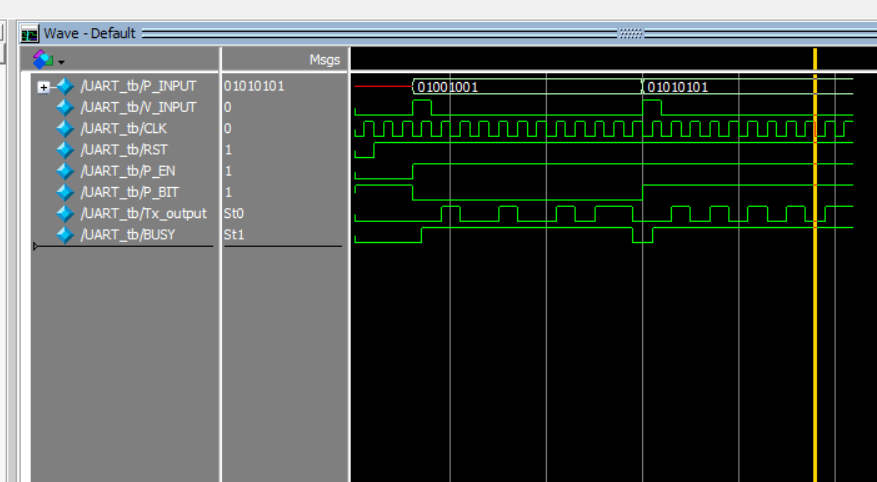 Wave - Default
Msgs
/UART_tb/P_INPUT 01010101 01001001 01010101
/UART_tb/V_INPUT 0
/UART_tb/CLK 0
/UART_tb/RST 1
/UART_tb/P_EN 1
/UART_tb/P_BIT 1
/UART_tb/Tx_output St0
/UART_tb/BUSY St1